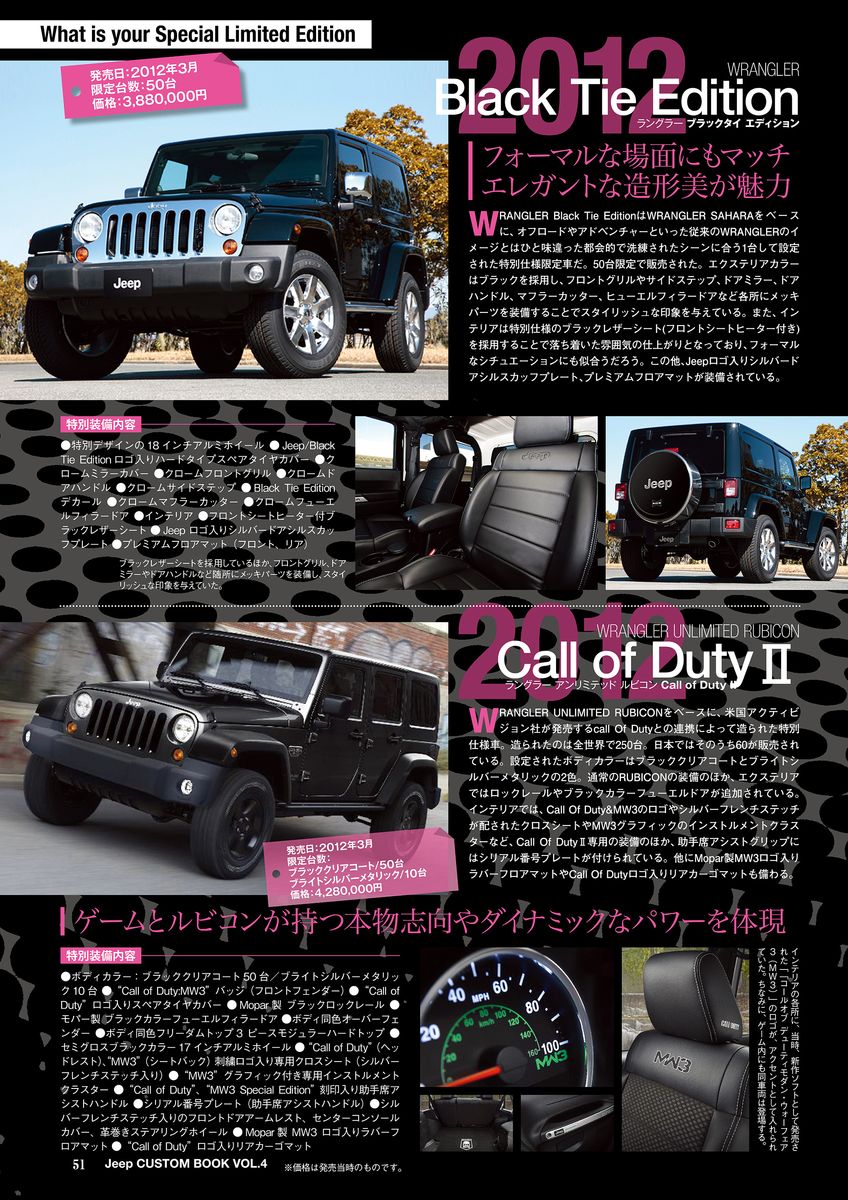 What is your Special Limited Edition
発売日：2012年3月
限定台数：50台
価格：3,880,000円
2012
WRANGLER
Black Tie Edition
ラングラー ブラックタイ エディション
フォーマルな場面にもマッチ
エレガントな造形美が魅力
WRANGLER Black Tie EditionはWRANGLER SAHARAをベース
に、オフロードやアドベンチャーといった従来のWRANGLERのイ
メージとはひと味違った都会的で洗練されたシーンに合う1台として設定
された特別仕様限定車だ。50台限定で販売された。エクステリアカラー
はブラックを採用し、フロントグリルやサイドステップ、ドアミラー、ドア
ハンドル、マフラーカッター、ヒューエルフィラードアなど各所にメッキ
パーツを装備することでスタイリッシュな印象を与えている。また、イン
テリアは特別仕様のブラックレザーシート(フロントシートヒーター付き)
を採用することで落ち着いた雰囲気の仕上がりとなっており、フォーマル
なシチュエーションにも似合うだろう。この他、Jeepロゴ入りシルバード
アシルスカッフプレート、プレミアムフロアマットが装備されている。
Jeep
Jeep
特別装備内容
●特別デザインの18インチアルミホイール ●Jeep/Black
Tie Editionロゴ入りハードタイプスペアタイヤカバー ●ク
ロームミラーカバー ●クロームフロントグリル ●クロームド
アハンドル ●クロームサイドステップ ●Black Tie Edition
デカール ●クロームマフラーカッター ●クロームフューエ
ルフィラードア ●インテリア ●フロントシートヒーター付ブ
ラックレザーシート ●Jeepロゴ入りシルバードアシルスカッ
フプレート ●プレミアムフロアマット（フロント、リア）
ブラックレザーシートを採用しているほか、フロントグリル、ドア
ミラーやドアハンドルなど随所にメッキパーツを装備し、スタイ
リッシュな印象を与えていた。
Jeep
Jeep
Jeep
2012
WRANGLER UNLIMITED RUBICON
Call of Duty Ⅱ
ラングラー アンリミテッド ルビコン Call of Duty Ⅱ
WRANGLER UNLIMITED RUBICONをベースに、米国アクティビ
ジョン社が発売するcall Of Dutyとの連携によって造られた特別
仕様車。造られたのは全世界で250台。日本ではそのうち60が販売され
ている。設定されたボディカラーはブラッククリアコートとブライトシ
ルバーメタリックの2色。通常のRUBICONの装備のほか、エクステリア
ではロックレールやブラックカラーフューエルドアが追加されている。
インテリアでは、Call Of Duty&MW3のロゴやシルバーフレンチステッチ
が配されたクロスシートやMW3グラフィックのインストルメントクラス
ターなど、Call Of DutyⅡ専用の装備のほか、助手席アシストグリップに
はシリアル番号プレートが付けられている。他にMopar製MW3ロゴ入り
ラバーフロアマットやCall Of Dutyロゴ入りリアカーゴマットも備わる。
Jeep
発売日：2012年3月
限定台数：
ブラッククリアコート/50台
ブライトシルバーメタリック/10台
価格：4,280,000円
ゲームとルビコンが持つ本物志向やダイナミックなパワーを体現
特別装備内容
●ボディカラー：ブラッククリアコート50台／ブライトシルバーメタリッ
ク10台 ●“Call of Duty:MW3”バッジ（フロントフェンダー）●“Call of
Duty”ロゴ入りスペアタイヤカバー ●Mopar製 ブラックロックレール ●
モパー製ブラックカラーフューエルフィラードア ●ボディ同色オーバーフェ
ンダー ●ボディ同色フリーダムトップ3ピースモジュラーハードトップ ●
セミグロスブラックカラー17インチアルミホイール ●“Call of Duty”（ヘッ
ドレスト）、“MW3”（シートバック）刺繍ロゴ入り専用クロスシート（シルバー
フレンチステッチ入り）●“MW3”グラフィック付き専用インストルメント
クラスター ●“Call of Duty”、“MW3 Special Edition”刻印入り助手席ア
シストハンドル ●シリアル番号プレート（助手席アシストハンドル）●シル
バーフレンチステッチ入りのフロントドアアームレスト、センターコンソール
カバー、革巻きステアリングホイール ●Mopar製 MW3 ロゴ入りラバーフ
ロアマット ●“Call of Duty”ロゴ入りリアカーゴマット
20 40 60 80 100
MPH
20 km/h 120 140 160
MW3
CALL DUTY
MW3
インテリアの各所に、当時、新作ソフトとして発売さ
れた「『コールオブ デューティモダン・ウォーフェア
3（MW3）』」のロゴが、アクセントとして入れられ
ていた。ちなみに、ゲーム内にも同車両は登場する。
51 Jeep CUSTOM BOOK VOL.4
※価格は発売当時のものです。